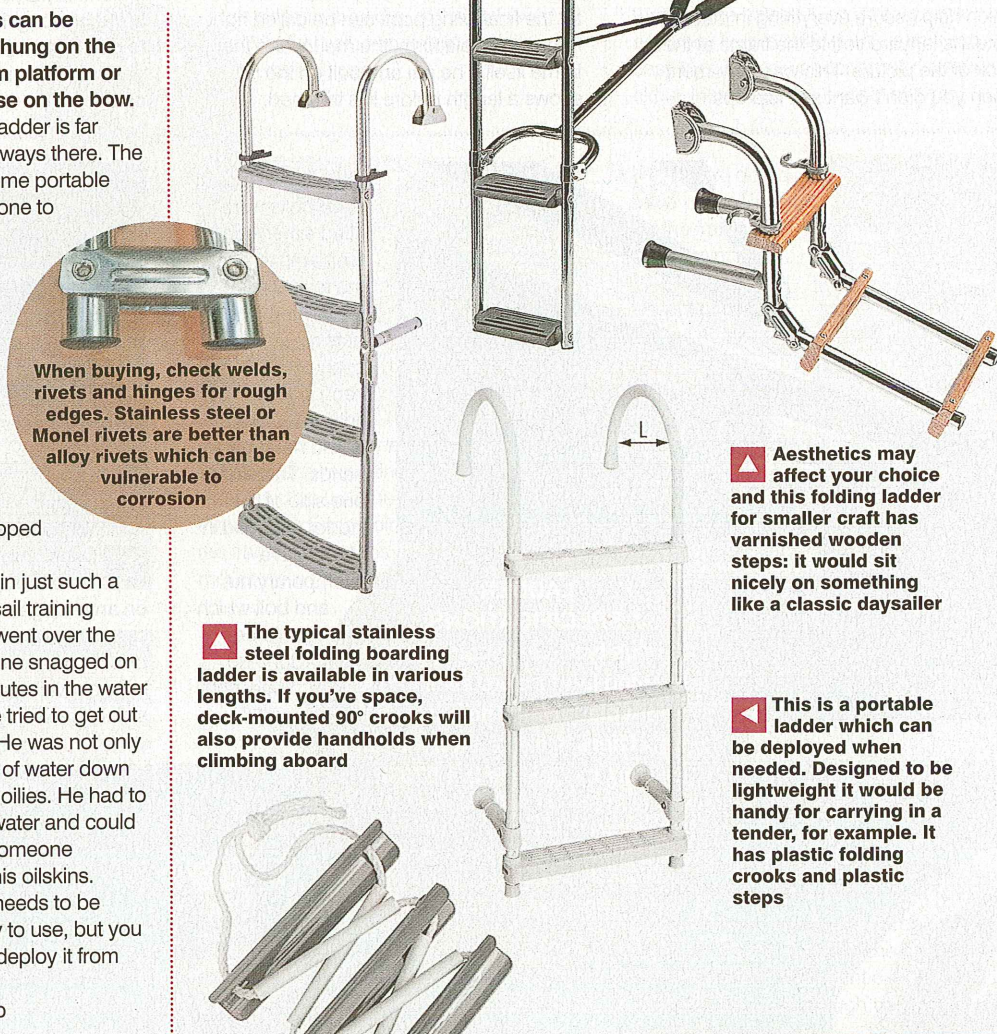 s can be
hung on the
m platform or
se on the bow.
adder is far
ways there. The
me portable
one to
When buying, check welds,
rivets and hinges for rough
edges. Stainless steel or
Monel rivets are better than
alloy rivets which can be
vulnerable to
corrosion
pped
in just such a
sail training
went over the
ne snagged on
utes in the water
tried to get out
He was not only
of water down
oilies. He had to
water and could
omeone
his oilskins.
needs to be
y to use, but you
deploy it from
The typical stainless
steel folding boarding
ladder is available in various
lengths. If you've space,
deck-mounted 90° crooks will
also provide handholds when
climbing aboard
L
Aesthetics may
affect your choice
and this folding ladder
for smaller craft has
varnished wooden
steps: it would sit
nicely on something
like a classic daysailer
This is a portable
ladder which can
be deployed when
needed. Designed to be
lightweight it would be
handy for carrying in a
tender, for example. It
has plastic folding
crooks and plastic
steps